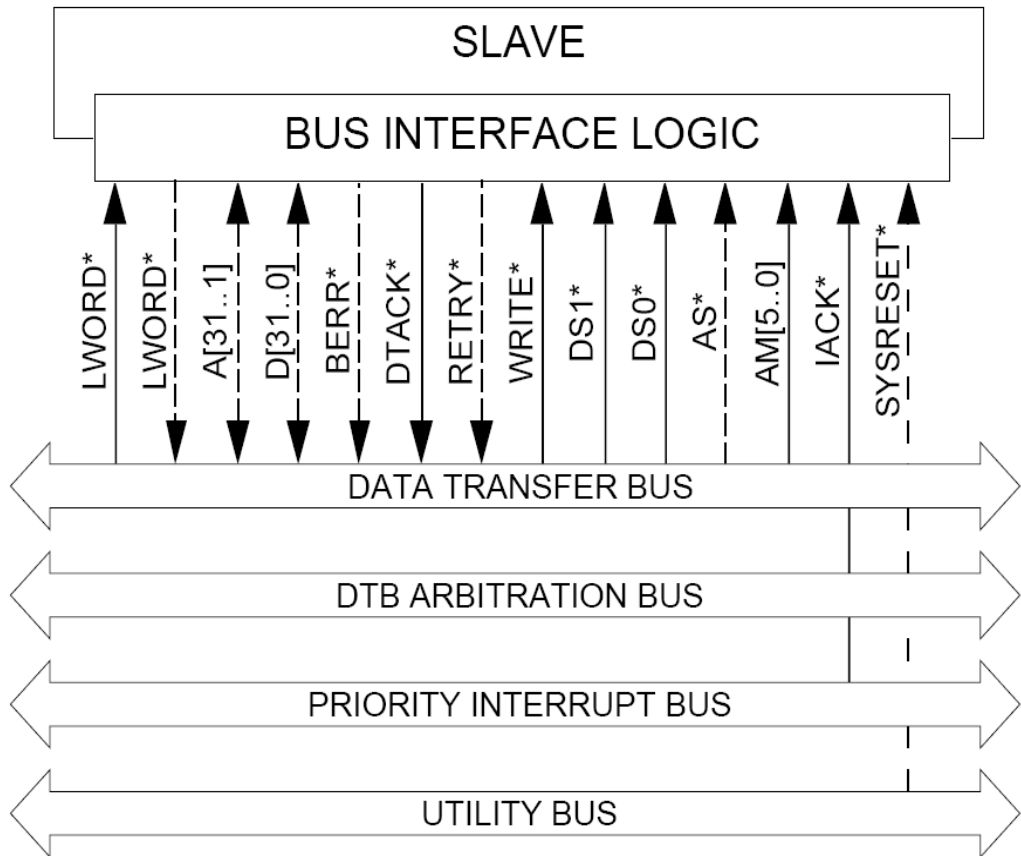 SLAVE
BUS INTERFACE LOGIC
LWORD*
LWORD*
A[31..1]
D[31..0]
BERR*
DTACK*
RETRY*
WRITE*
DS1*
DS0*
AS*
AM[5..0]
IACK*
SYSRESET*
DATA TRANSFER BUS
DTB ARBITRATION BUS
PRIORITY INTERRUPT BUS
UTILITY BUS